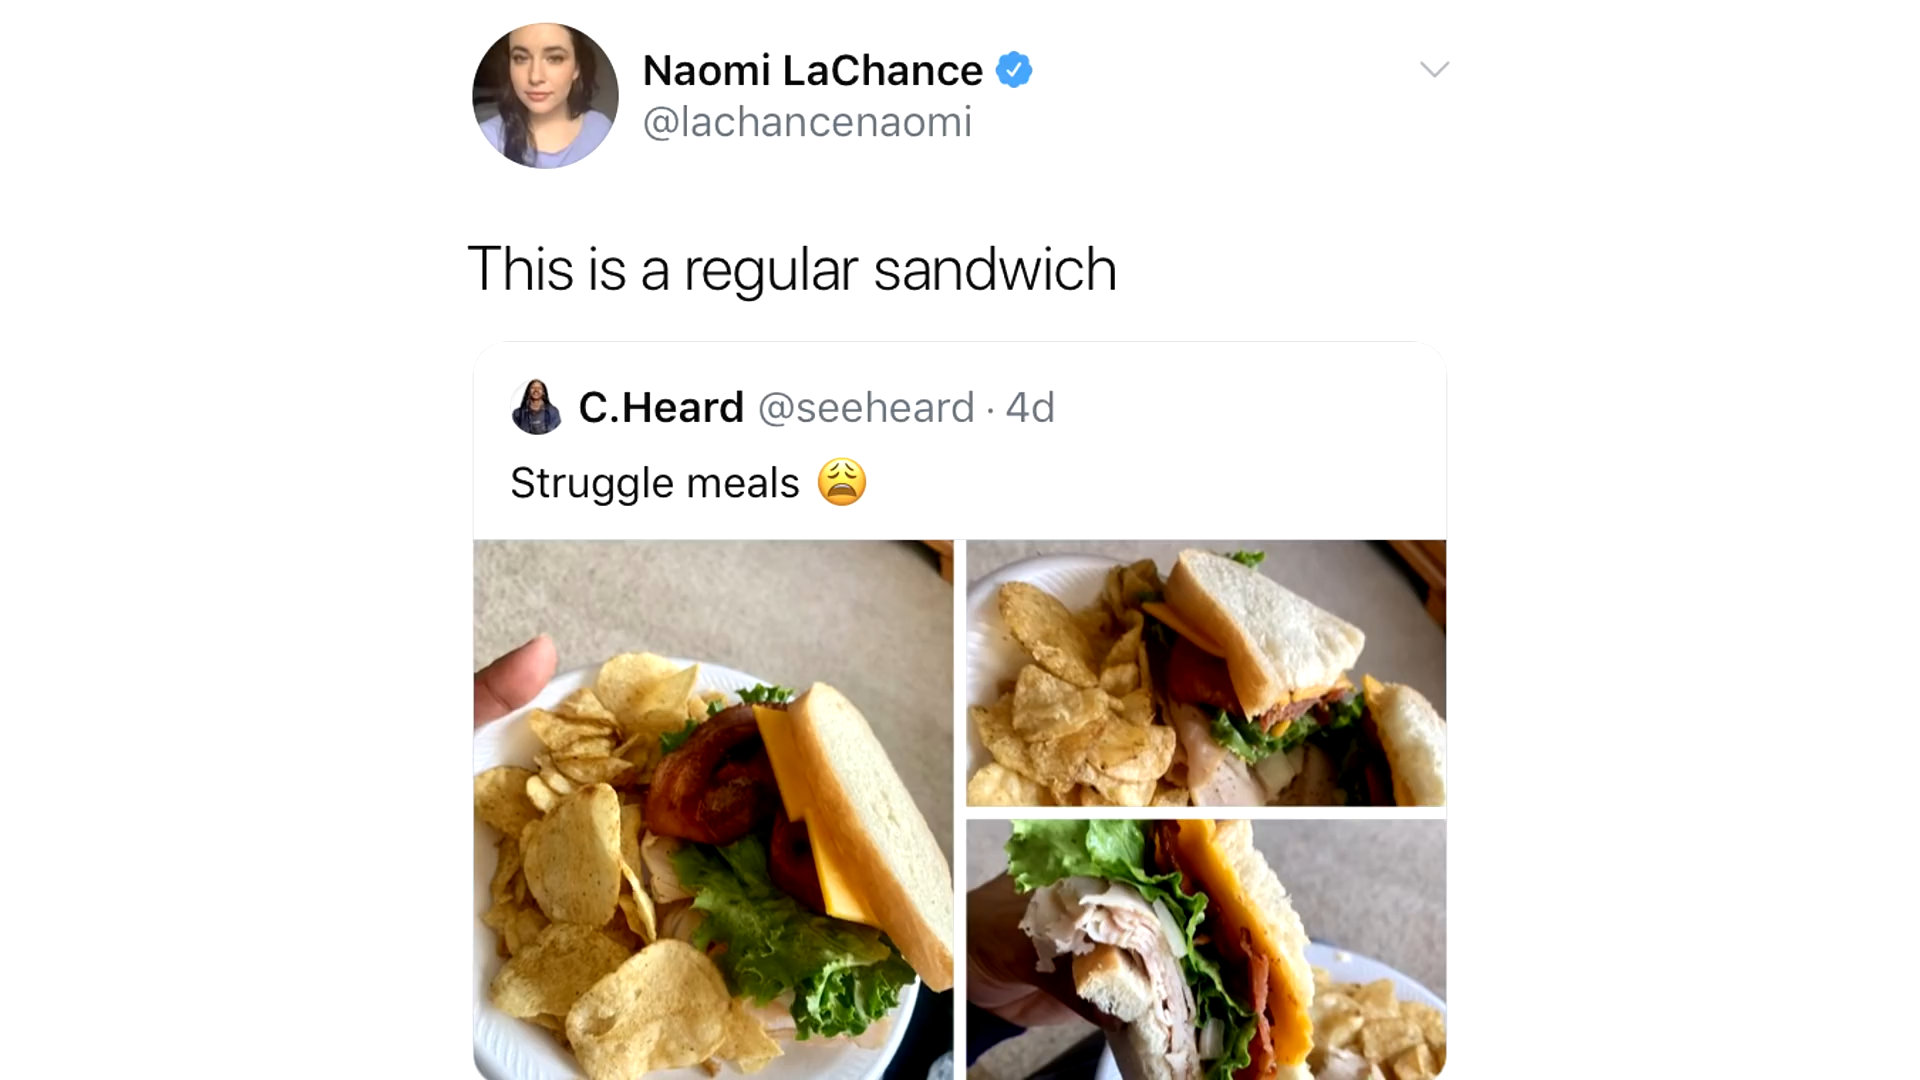 Naomi LaChance
@lachancenaomi
This is a regular sandwich
C.Heard @seeheard · 4d
Struggle meals 😩